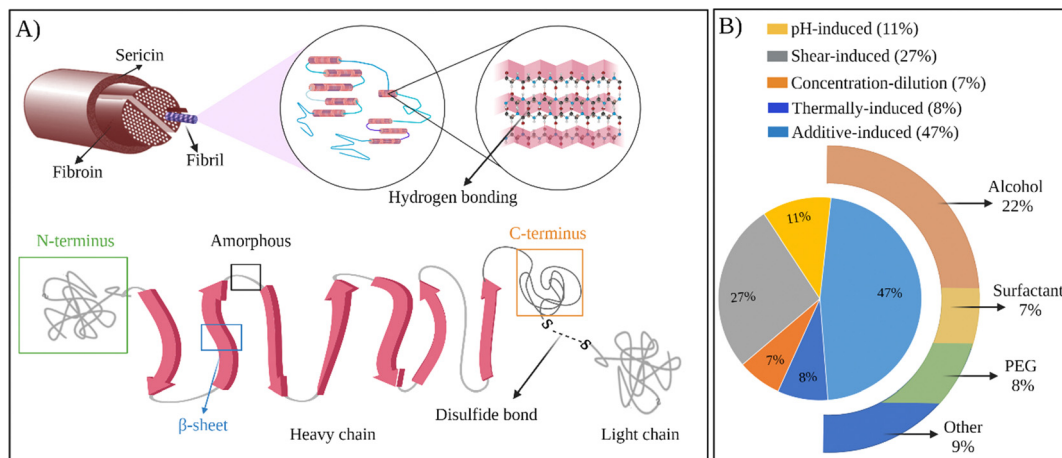 A)
Sericin
Fibroin
Fibril
Hydrogen bonding
N-terminus
Amorphous
C-terminus
S
S
β-sheet
Heavy chain
Disulfide bond
Light chain
B)
pH-induced (11%)
Shear-induced (27%)
Concentration-dilution (7%)
Thermally-induced (8%)
Additive-induced (47%)
11%
27%
47%
7%
8%
Alcohol
22%
Surfactant
7%
PEG
8%
Other
9%